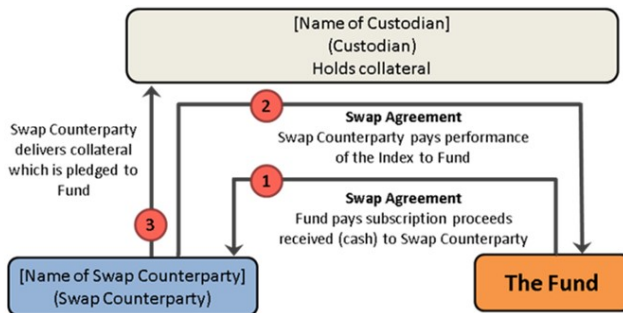 [Name of Custodian]
(Custodian)
Holds collateral
Swap Counterparty
delivers collateral
which is pledged to
Fund
2
Swap Agreement
Swap Counterparty pays performance
of the Index to Fund
1
Swap Agreement
Fund pays subscription proceeds
received (cash) to Swap Counterparty
3
[Name of Swap Counterparty]
(Swap Counterparty)
The Fund